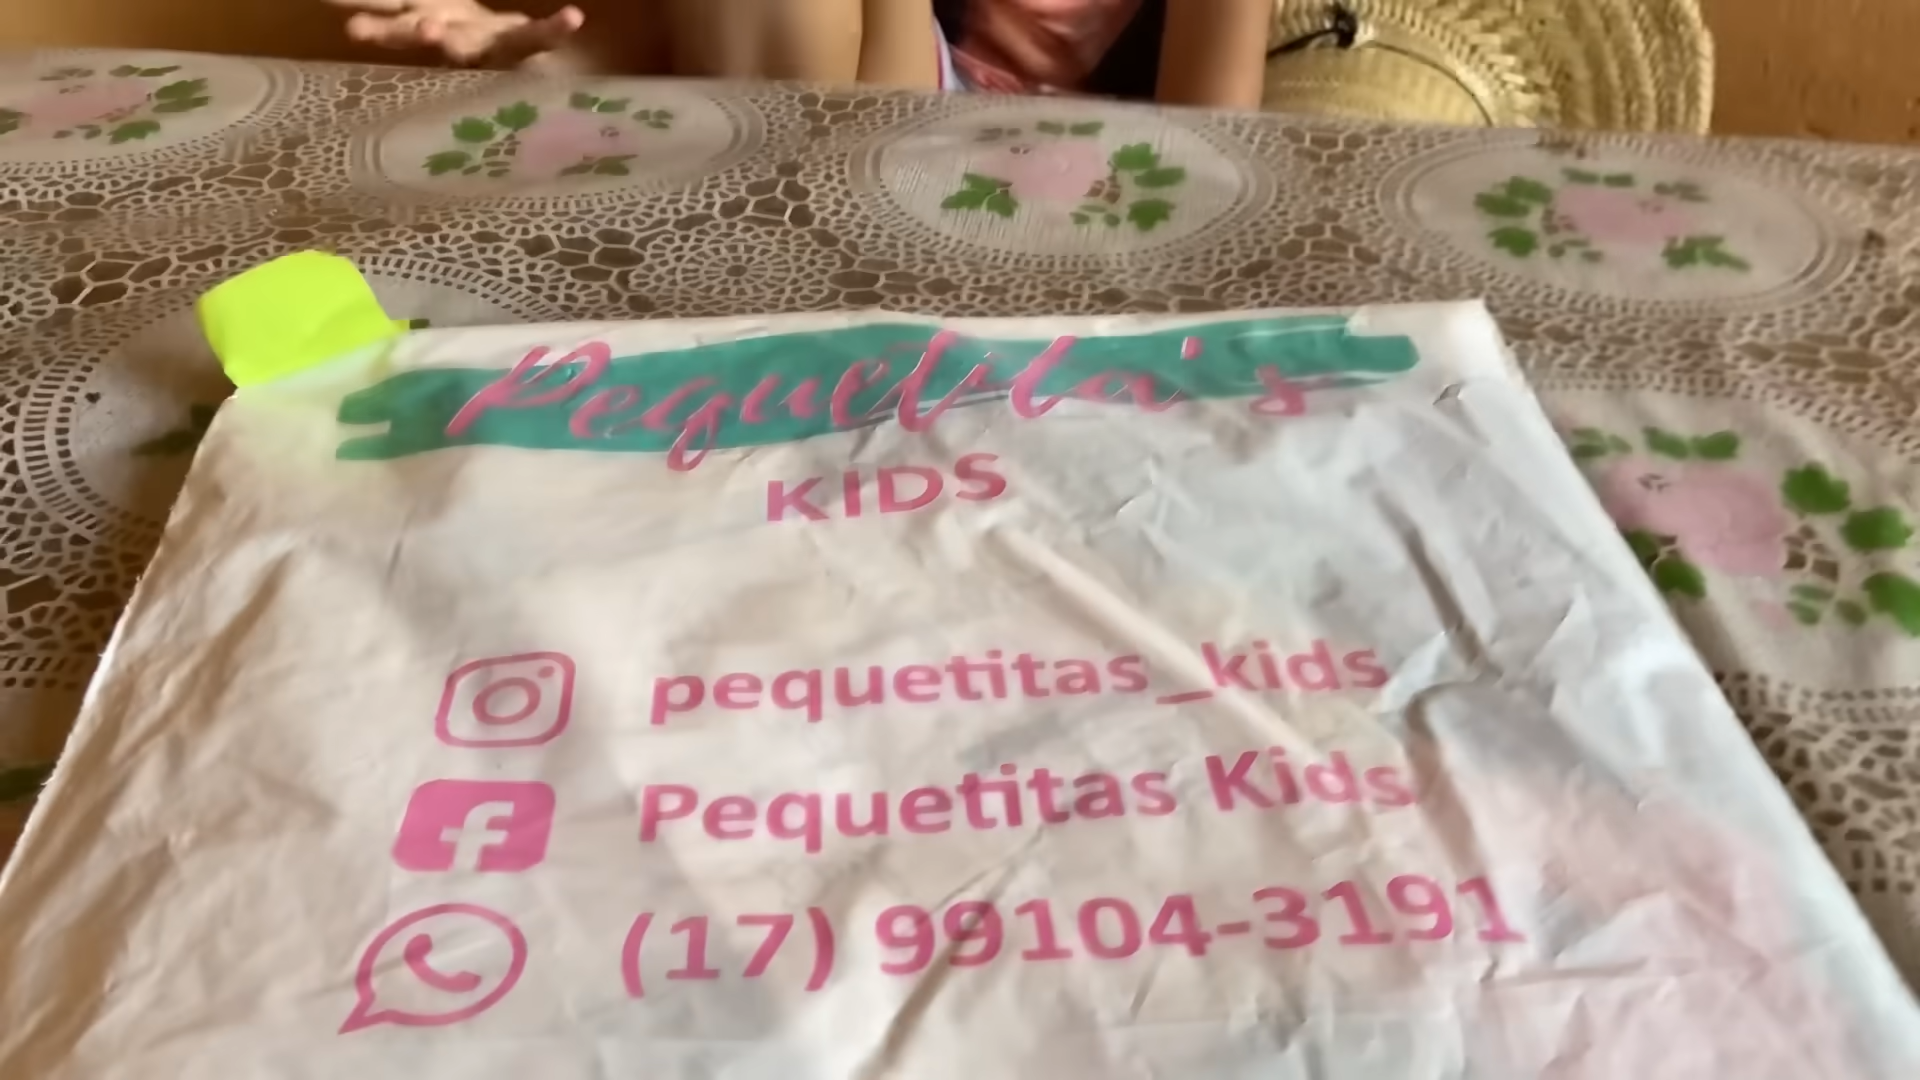 Pequetita's
KIDS
pequetitas_kids
Pequetitas Kids
(17) 99104-3191